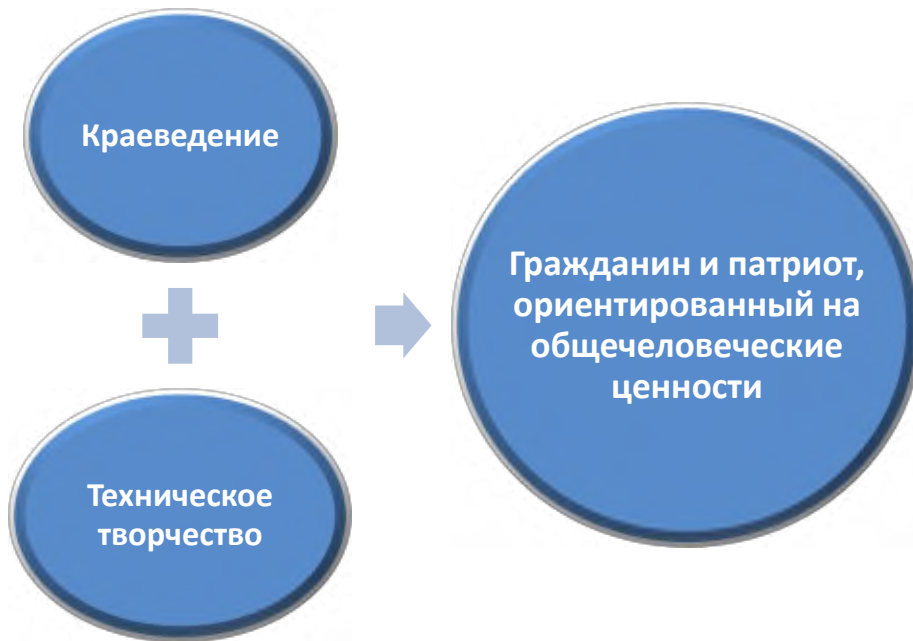 Краеведение
Техническое
творчество
Гражданин и патриот,
ориентированный на
общечеловеческие
ценности